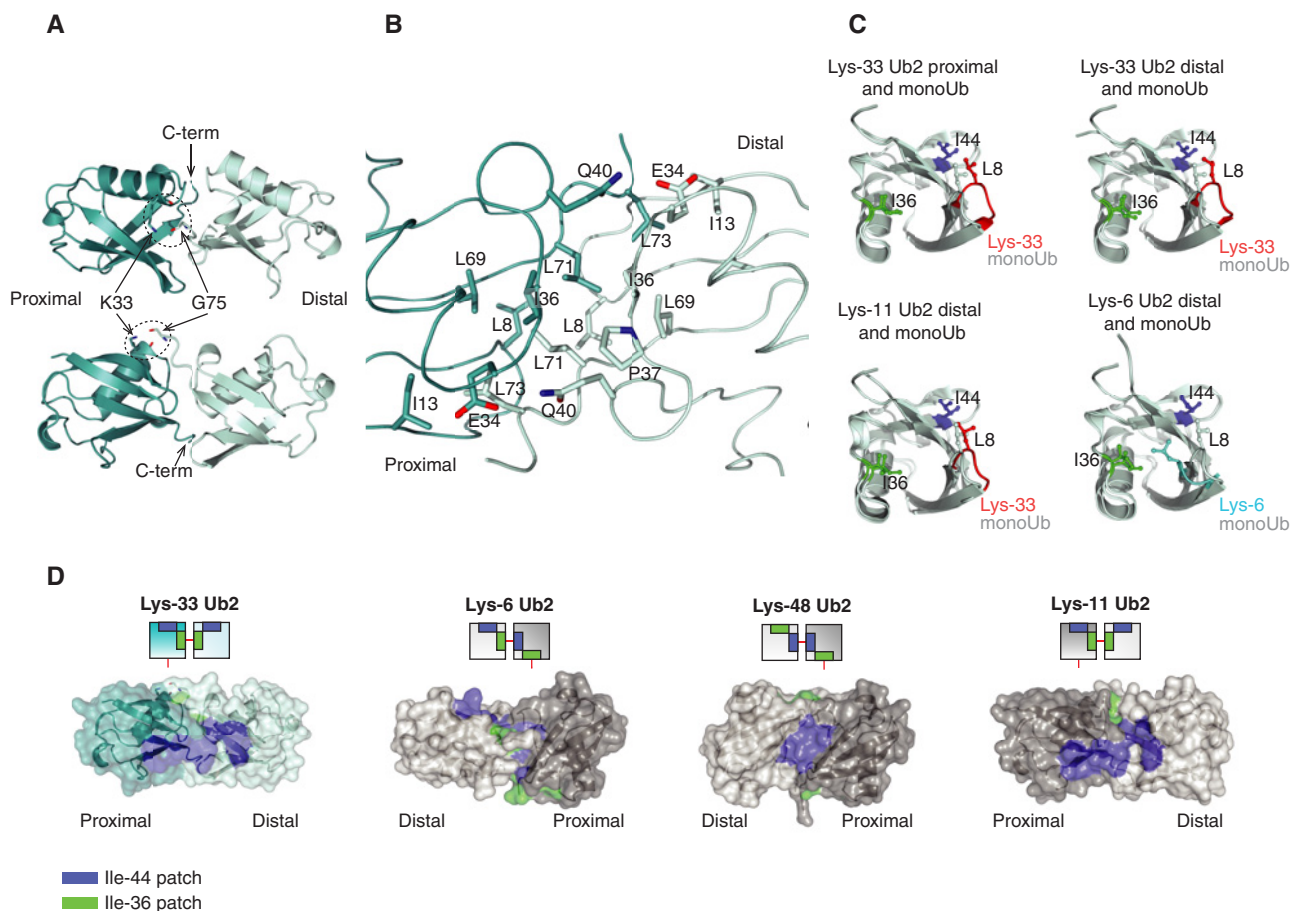 A
C-term
Proximal
K33
G75
Distal
C-term
B
Distal
Q40
E34
I13
L73
L69
L71
I36
I36
L69
L8
L8
L71
P37
L73
Q40
I13
E34
Proximal
C
Lys-33 Ub2 proximal
and monoUb
I44
L8
I36
Lys-33
monoUb
Lys-33 Ub2 distal
and monoUb
I44
L8
I36
Lys-33
monoUb
Lys-11 Ub2 distal
and monoUb
I44
L8
I36
Lys-33
monoUb
Lys-6 Ub2 distal
and monoUb
I44
L8
I36
Lys-6
monoUb
D
Lys-33 Ub2
Proximal
Distal
Lys-6 Ub2
Distal
Proximal
Lys-48 Ub2
Distal
Proximal
Lys-11 Ub2
Proximal
Distal
Ile-44 patch
Ile-36 patch